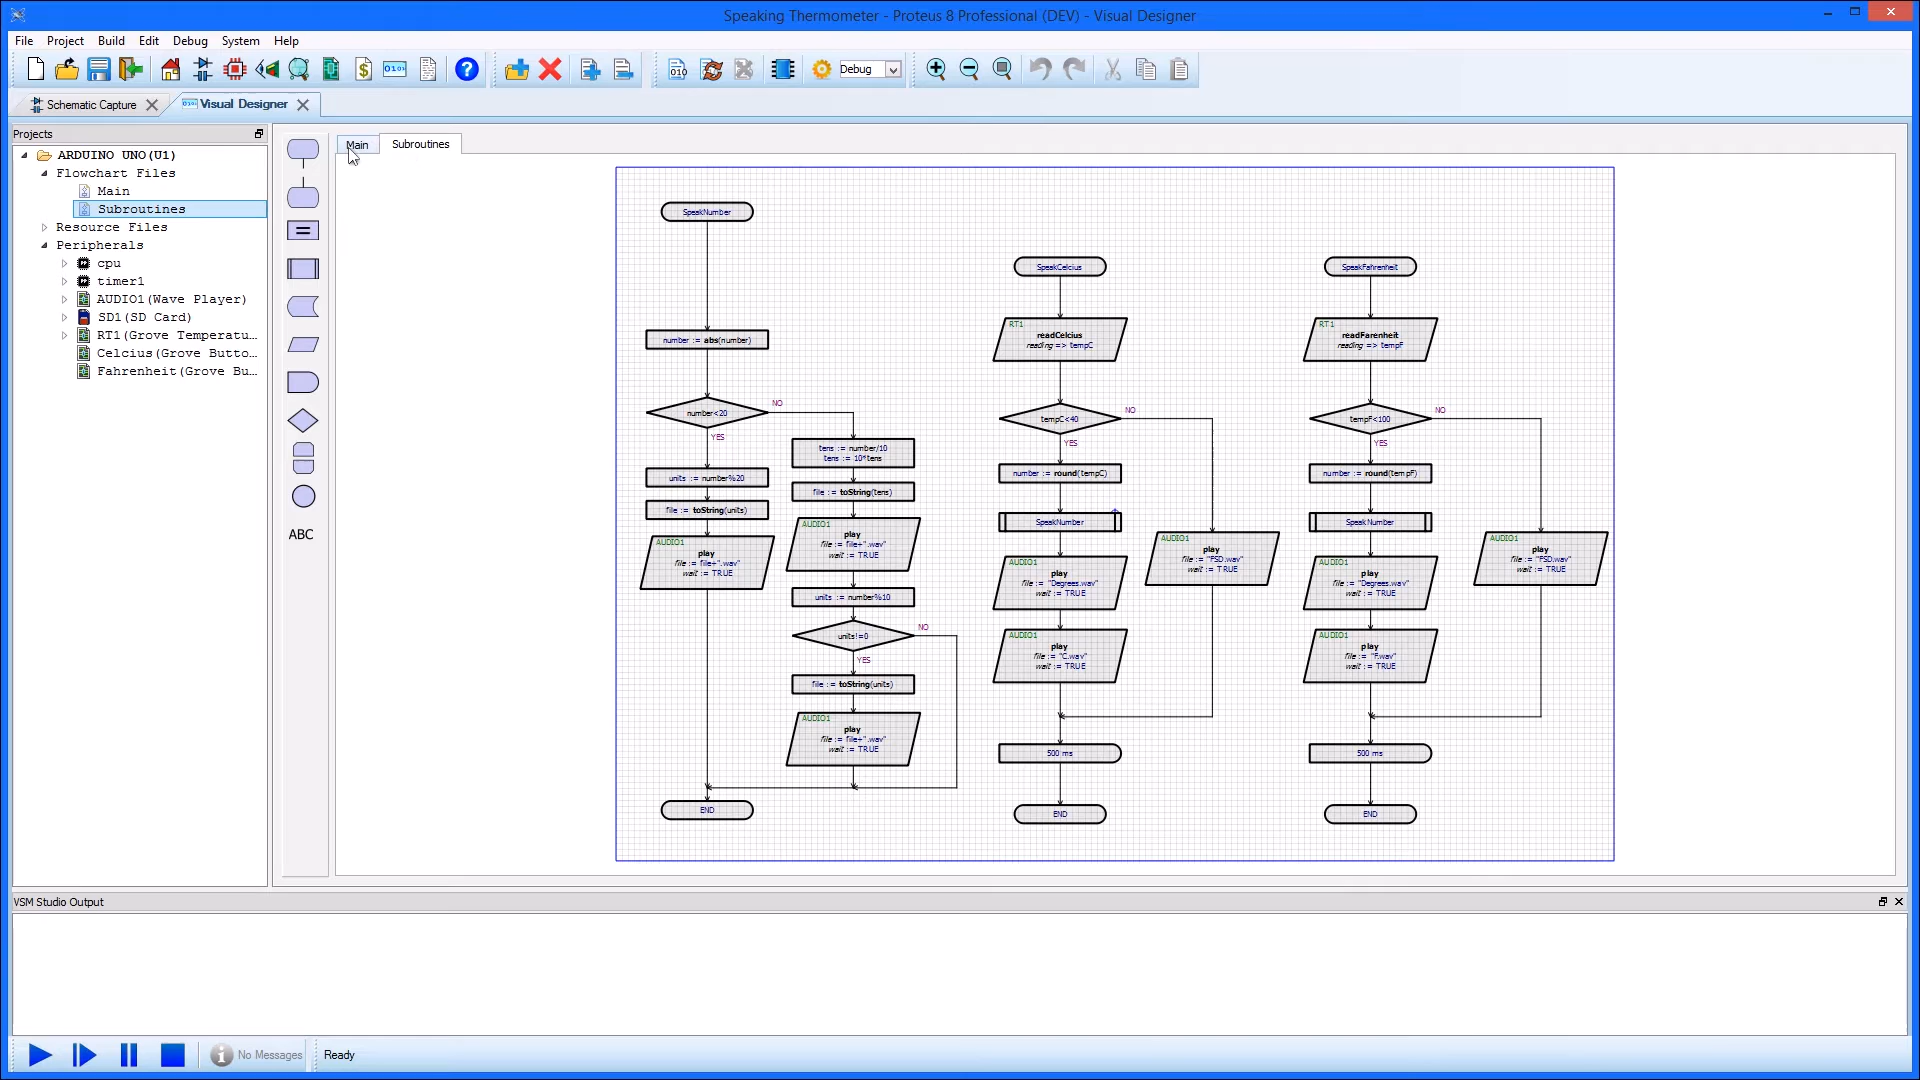 Speaking Thermometer - Proteus 8 Professional (DEV) - Visual Designer
File Project Build Edit Debug System Help
Debug
Schematic Capture
Visual Designer
Projects
ARDUINO UNO(U1)
Flowchart Files
Main
Subroutines
Resource Files
Peripherals
cpu
timer1
AUDIO1(Wave Player)
SD1(SD Card)
RT1(Grove Temperatu...
Celcius(Grove Butto...
Fahrenheit(Grove Bu...
ABC
Main
Subroutines
SpeakNumber
number := abs(number)
number<20
NO
YES
units := number%20
file := toString(units)
AUDIO1
play
file := file+".wav"
wait := TRUE
END
tens := number/10
tens := 10*tens
file := toString(tens)
AUDIO1
play
file := file+".wav"
wait := TRUE
units := number%10
units!=0
NO
YES
file := toString(units)
AUDIO1
play
file := file+".wav"
wait := TRUE
SpeakCelcius
RT1
readCelcius
reading => tempC
tempC<40
NO
YES
number := round(tempC)
SpeakNumber
AUDIO1
play
file := "Degrees.wav"
wait := TRUE
AUDIO1
play
file := "C.wav"
wait := TRUE
500 ms
END
AUDIO1
play
file := "FSD.wav"
wait := TRUE
SpeakFahrenheit
RT1
readFarenheit
reading => tempF
tempF<100
NO
YES
number := round(tempF)
SpeakNumber
AUDIO1
play
file := "Degrees.wav"
wait := TRUE
AUDIO1
play
file := "F.wav"
wait := TRUE
500 ms
END
AUDIO1
play
file := "FSD.wav"
wait := TRUE
VSM Studio Output
No Messages
Ready